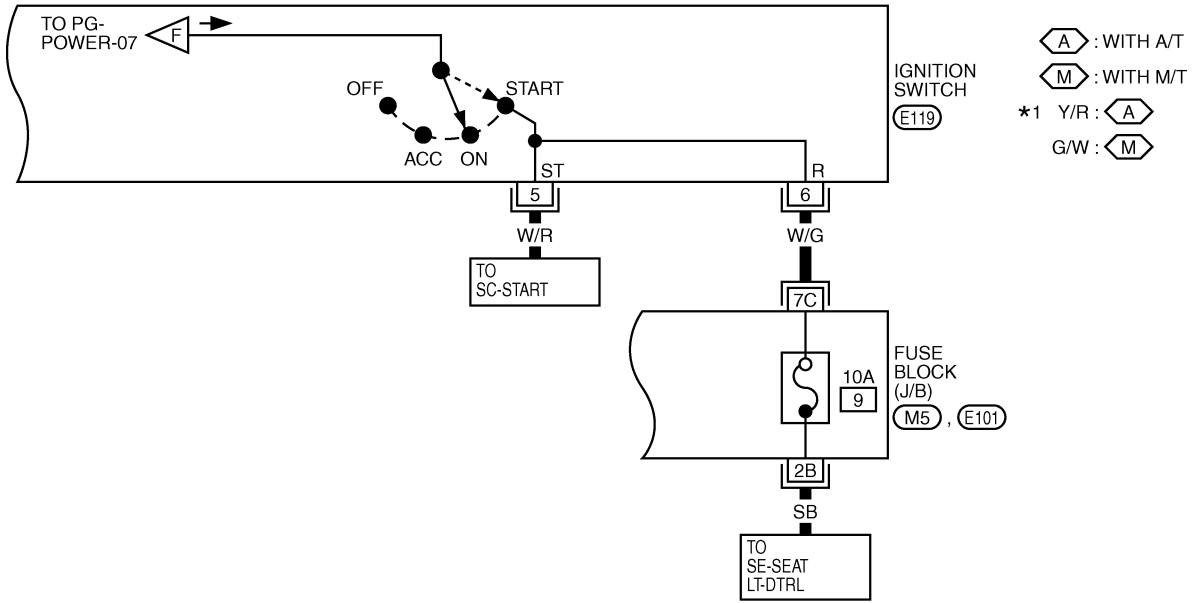 TO PG-
POWER-07
F
OFF
ACC
ON
START
ST
R
5
6
IGNITION
SWITCH
E119
A : WITH A/T
M : WITH M/T
*1 Y/R : A
G/W : M
W/R
W/G
TO
SC-START
7C
10A
9
FUSE
BLOCK
(J/B)
M5 , E101
2B
SB
TO
SE-SEAT
LT-DTRL